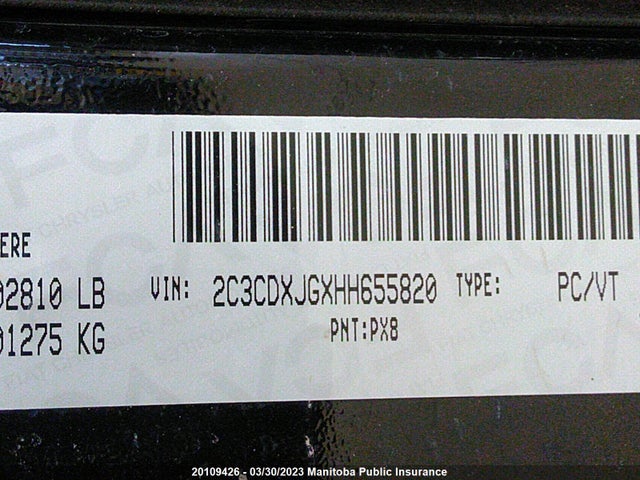 ERE
02810 LB
01275 KG
VIN: 2C3CDXJGXHH655820 TYPE: PC/VT
PNT:PX8
20109426 - 03/30/2023 Manitoba Public Insurance